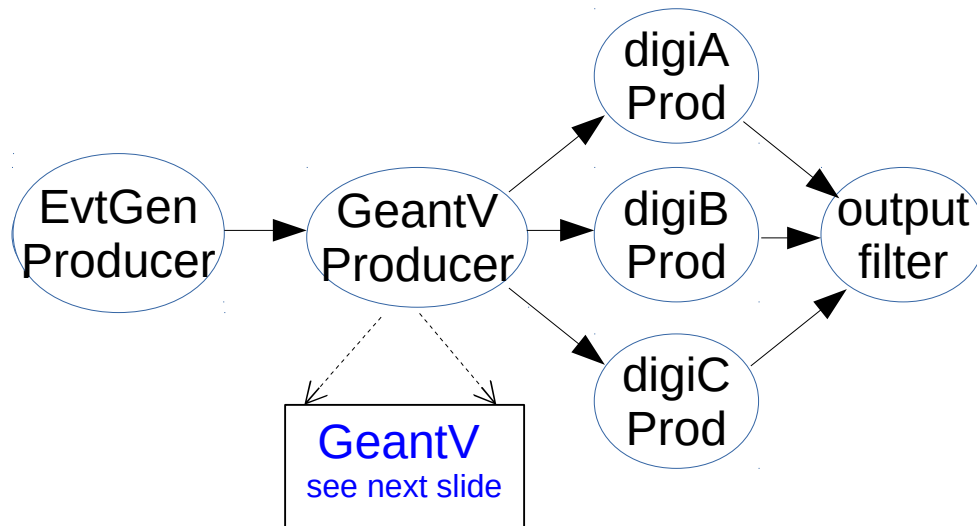 EvtGen
Producer
GeantV
Producer
digiA
Prod
digiB
Prod
digiC
Prod
output
filter
GeantV
see next slide